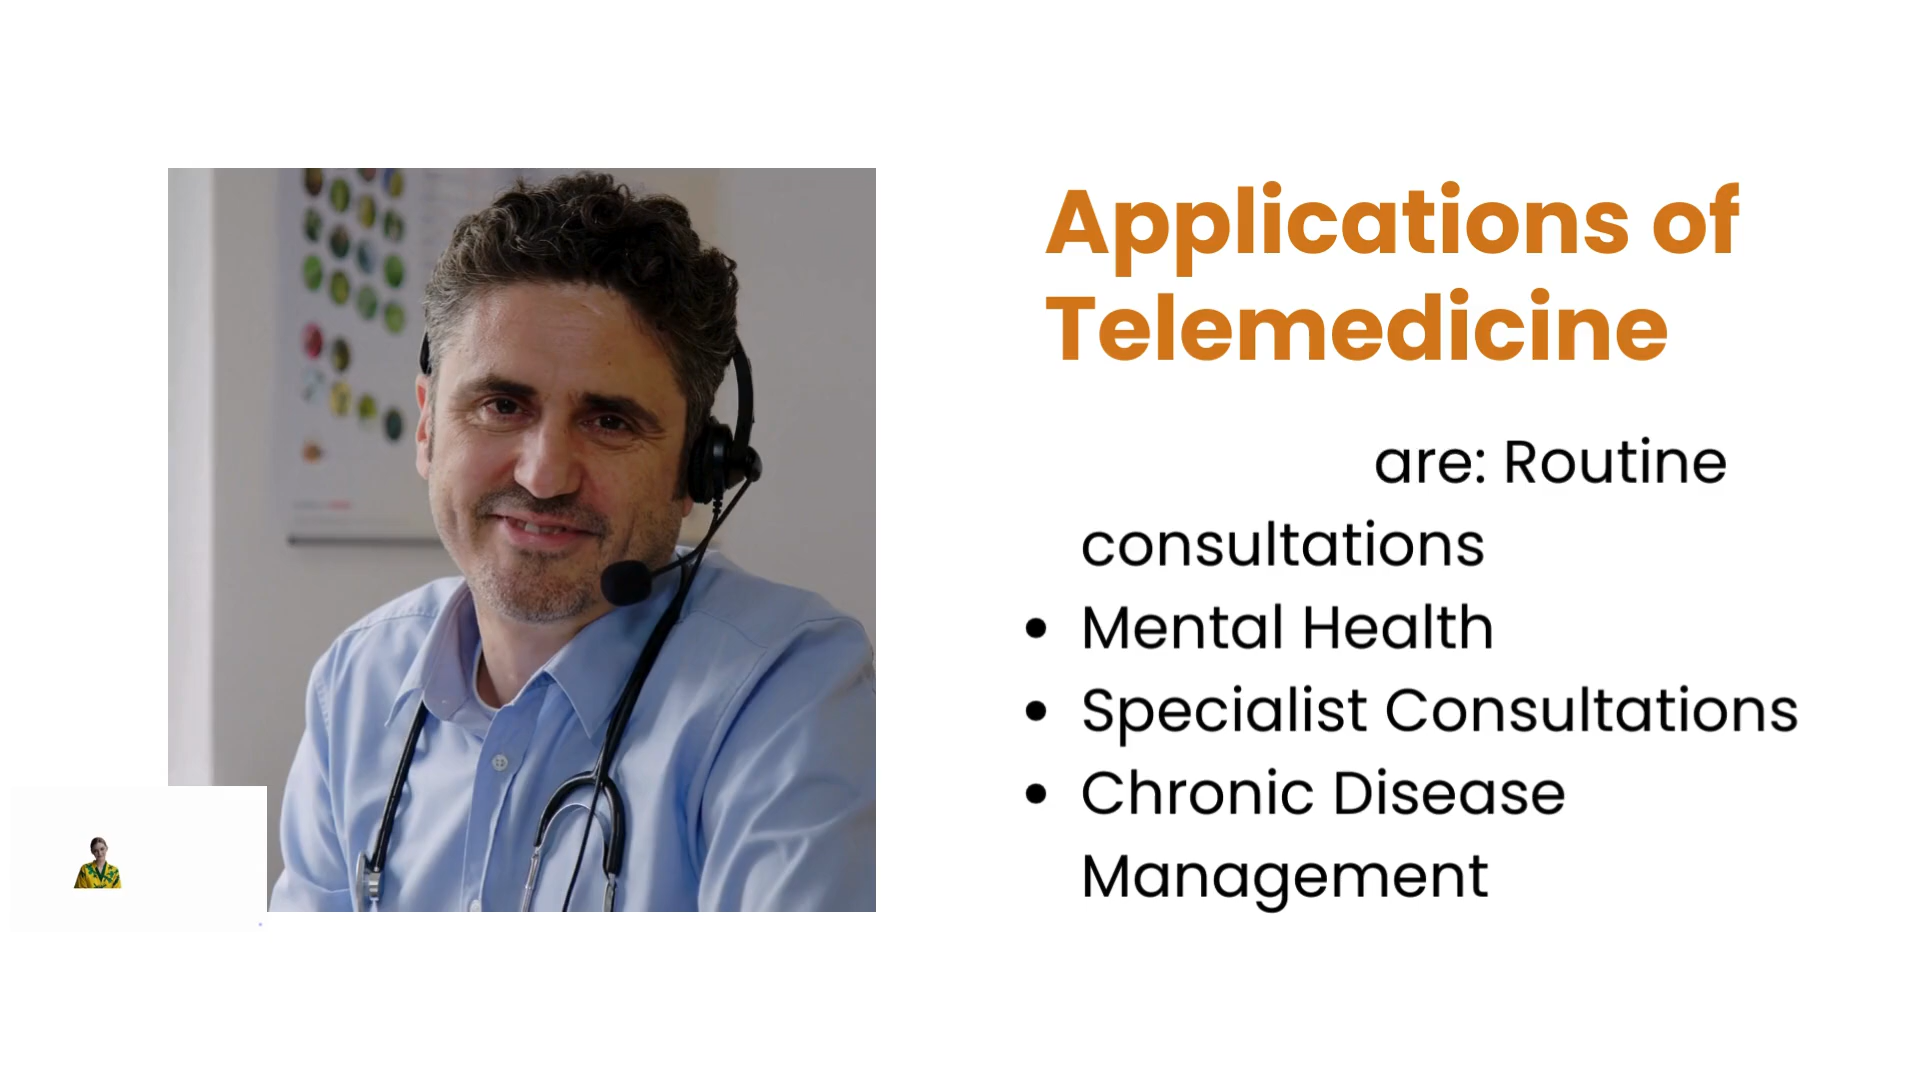 Applications of
Telemedicine
are: Routine
consultations
• Mental Health
• Specialist Consultations
• Chronic Disease
Management